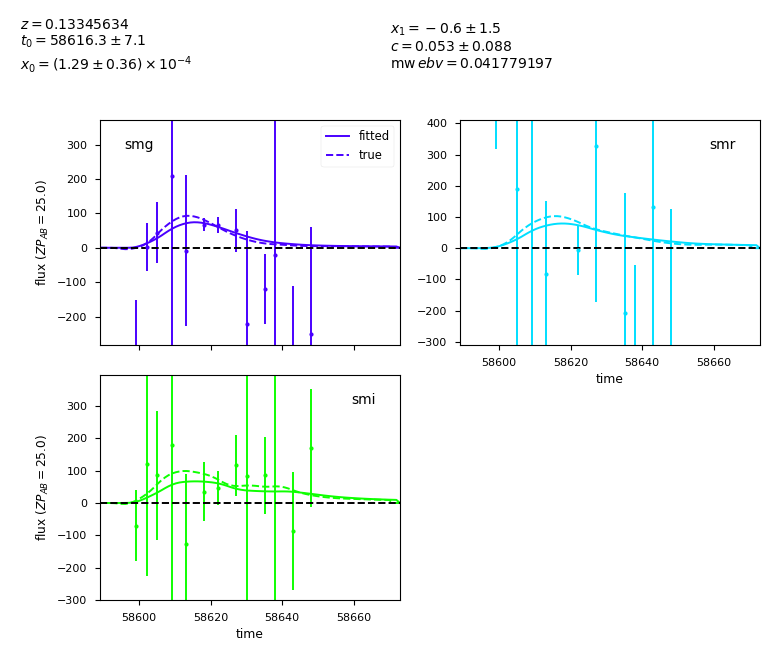 z = 0.13345634
t₀ = 58616.3 ± 7.1
x₀ = (1.29 ± 0.36) × 10⁻⁴
x₁ = −0.6 ± 1.5
c = 0.053 ± 0.088
mw ebv = 0.041779197
smg
fitted
true
300
200
100
0
−100
−200
flux (ZP_AB = 25.0)
smr
400
300
200
100
0
−100
−200
−300
58600 58620 58640 58660
time
smi
300
200
100
0
−100
−200
−300
flux (ZP_AB = 25.0)
58600 58620 58640 58660
time